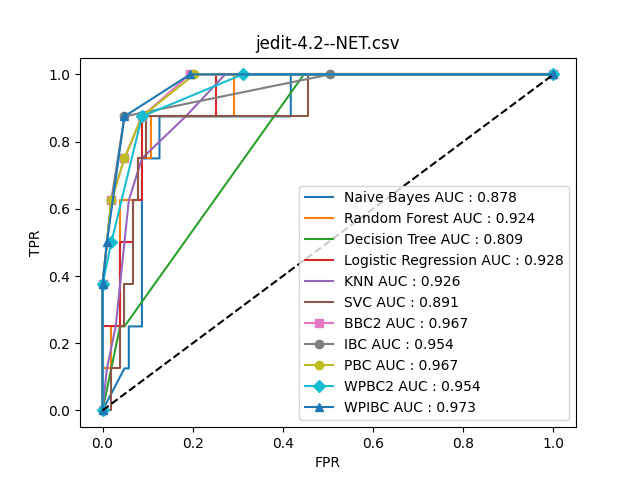 jedit-4.2--NET.csv
1.0
0.8
0.6
0.4
0.2
0.0
TPR
Naive Bayes AUC : 0.878
Random Forest AUC : 0.924
Decision Tree AUC : 0.809
Logistic Regression AUC : 0.928
KNN AUC : 0.926
SVC AUC : 0.891
BBC2 AUC : 0.967
IBC AUC : 0.954
PBC AUC : 0.967
WPBC2 AUC : 0.954
WPIBC AUC : 0.973
0.0 0.2 0.4 0.6 0.8 1.0
FPR